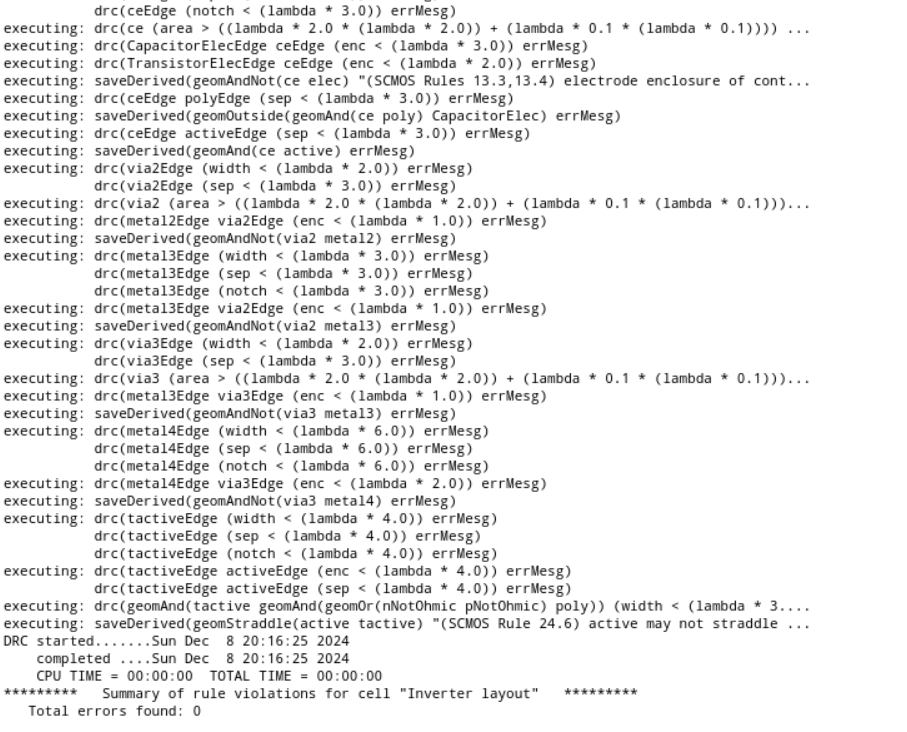 drc(ceEdge (notch < (lambda * 3.0)) errMesg)
executing: drc(ce (area > ((lambda * 2.0 * (lambda * 2.0)) + (lambda * 0.1 * (lambda * 0.1)))) ...
executing: drc(CapacitorElecEdge ceEdge (enc < (lambda * 3.0)) errMesg)
executing: drc(TransistorElecEdge ceEdge (enc < (lambda * 2.0)) errMesg)
executing: saveDerived(geomAndNot(ce elec) "(SCMOS Rules 13.3,13.4) electrode enclosure of cont...
executing: drc(ceEdge polyEdge (sep < (lambda * 3.0)) errMesg)
executing: saveDerived(geomOutside(geomAnd(ce poly) CapacitorElec) errMesg)
executing: drc(ceEdge activeEdge (sep < (lambda * 3.0)) errMesg)
executing: saveDerived(geomAnd(ce active) errMesg)
executing: drc(via2Edge (width < (lambda * 2.0)) errMesg)
drc(via2Edge (sep < (lambda * 3.0)) errMesg)
executing: drc(via2 (area > ((lambda * 2.0 * (lambda * 2.0)) + (lambda * 0.1 * (lambda * 0.1)))...
executing: drc(metal2Edge via2Edge (enc < (lambda * 1.0)) errMesg)
executing: saveDerived(geomAndNot(via2 metal2) errMesg)
executing: drc(metal3Edge (width < (lambda * 3.0)) errMesg)
drc(metal3Edge (sep < (lambda * 3.0)) errMesg)
drc(metal3Edge (notch < (lambda * 3.0)) errMesg)
executing: drc(metal3Edge via2Edge (enc < (lambda * 1.0)) errMesg)
executing: saveDerived(geomAndNot(via2 metal3) errMesg)
executing: drc(via3Edge (width < (lambda * 2.0)) errMesg)
drc(via3Edge (sep < (lambda * 3.0)) errMesg)
executing: drc(via3 (area > ((lambda * 2.0 * (lambda * 2.0)) + (lambda * 0.1 * (lambda * 0.1)))...
executing: drc(metal3Edge via3Edge (enc < (lambda * 1.0)) errMesg)
executing: saveDerived(geomAndNot(via3 metal3) errMesg)
executing: drc(metal4Edge (width < (lambda * 6.0)) errMesg)
drc(metal4Edge (sep < (lambda * 6.0)) errMesg)
drc(metal4Edge (notch < (lambda * 6.0)) errMesg)
executing: drc(metal4Edge via3Edge (enc < (lambda * 2.0)) errMesg)
executing: saveDerived(geomAndNot(via3 metal4) errMesg)
executing: drc(tactiveEdge (width < (lambda * 4.0)) errMesg)
drc(tactiveEdge (sep < (lambda * 4.0)) errMesg)
drc(tactiveEdge (notch < (lambda * 4.0)) errMesg)
executing: drc(tactiveEdge activeEdge (enc < (lambda * 4.0)) errMesg)
drc(tactiveEdge activeEdge (sep < (lambda * 4.0)) errMesg)
executing: drc(geomAnd(tactive geomAnd(geomOr(nNotOhmic pNotOhmic) poly)) (width < (lambda * 3....
executing: saveDerived(geomStraddle(active tactive) "(SCMOS Rule 24.6) active may not straddle ...
DRC started.......Sun Dec  8 20:16:25 2024
completed ....Sun Dec  8 20:16:25 2024
CPU TIME = 00:00:00  TOTAL TIME = 00:00:00
*********   Summary of rule violations for cell "Inverter layout"   *********
Total errors found: 0